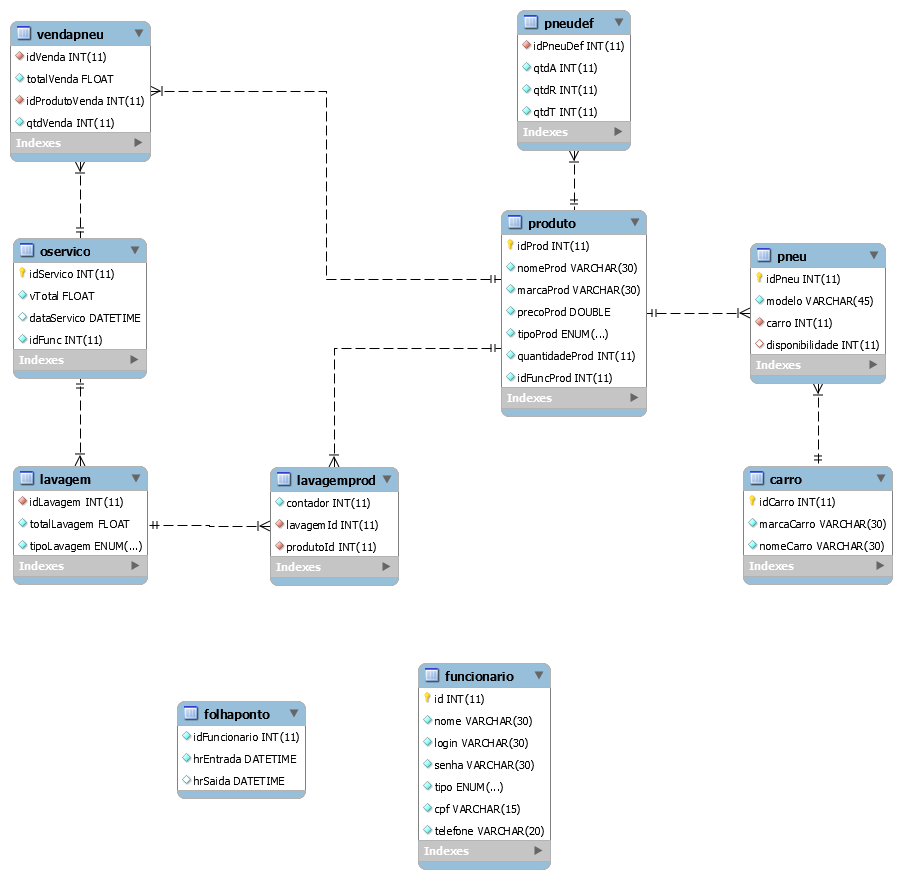 vendapneu
idVenda INT(11)
totalVenda FLOAT
idProdutoVenda INT(11)
qtdVenda INT(11)
Indexes
pneudef
idPneuDef INT(11)
qtdA INT(11)
qtdR INT(11)
qtdT INT(11)
Indexes
oservico
idServico INT(11)
vTotal FLOAT
dataServico DATETIME
idFunc INT(11)
Indexes
produto
idProd INT(11)
nomeProd VARCHAR(30)
marcaProd VARCHAR(30)
precoProd DOUBLE
tipoProd ENUM(...)
quantidadeProd INT(11)
idFuncProd INT(11)
Indexes
pneu
idPneu INT(11)
modelo VARCHAR(45)
carro INT(11)
disponibilidade INT(11)
Indexes
lavagem
idLavagem INT(11)
totalLavagem FLOAT
tipoLavagem ENUM(...)
Indexes
lavagemprod
contador INT(11)
lavagemId INT(11)
produtoId INT(11)
Indexes
carro
idCarro INT(11)
marcaCarro VARCHAR(30)
nomeCarro VARCHAR(30)
Indexes
folhaponto
idFuncionario INT(11)
hrEntrada DATETIME
hrSaida DATETIME
funcionario
id INT(11)
nome VARCHAR(30)
login VARCHAR(30)
senha VARCHAR(30)
tipo ENUM(...)
cpf VARCHAR(15)
telefone VARCHAR(20)
Indexes